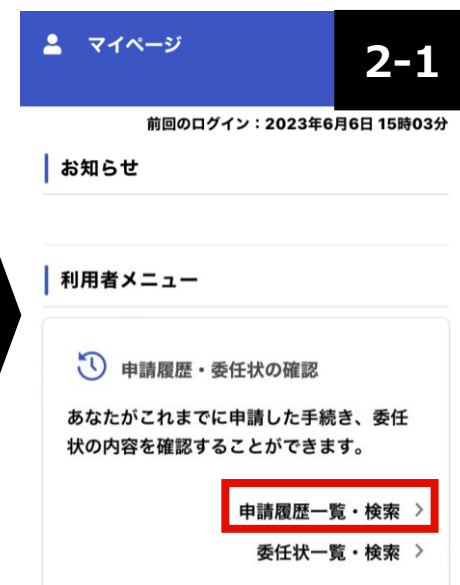 マイページ
2-1
前回のログイン：2023年6月6日 15時03分
お知らせ
利用者メニュー
申請履歴・委任状の確認
あなたがこれまでに申請した手続き、委任
状の内容を確認することができます。
申請履歴一覧・検索
委任状一覧・検索